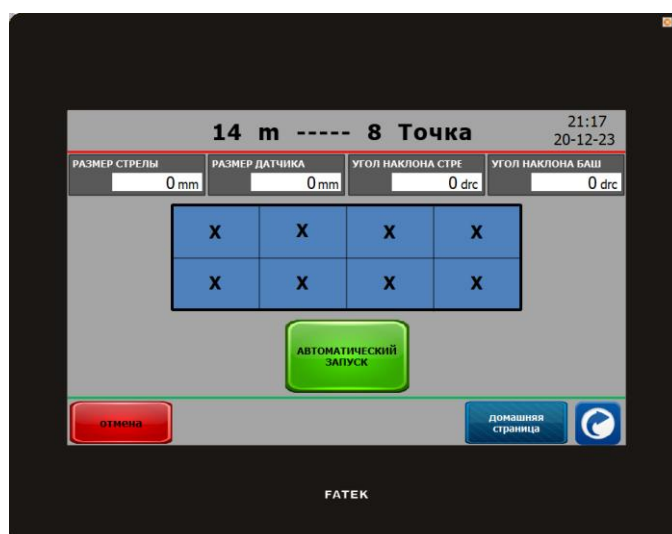 14 m ----- 8 Точка
21:17
20-12-23
РАЗМЕР СТРЕЛЫ
0 mm
РАЗМЕР ДАТЧИКА
0 mm
УГОЛ НАКЛОНА СТРЕ
0 drc
УГОЛ НАКЛОНА БАШ
0 drc
X X X X
X X X X
АВТОМАТИЧЕСКИЙ
ЗАПУСК
отмена
домашняя
страница
FATEK